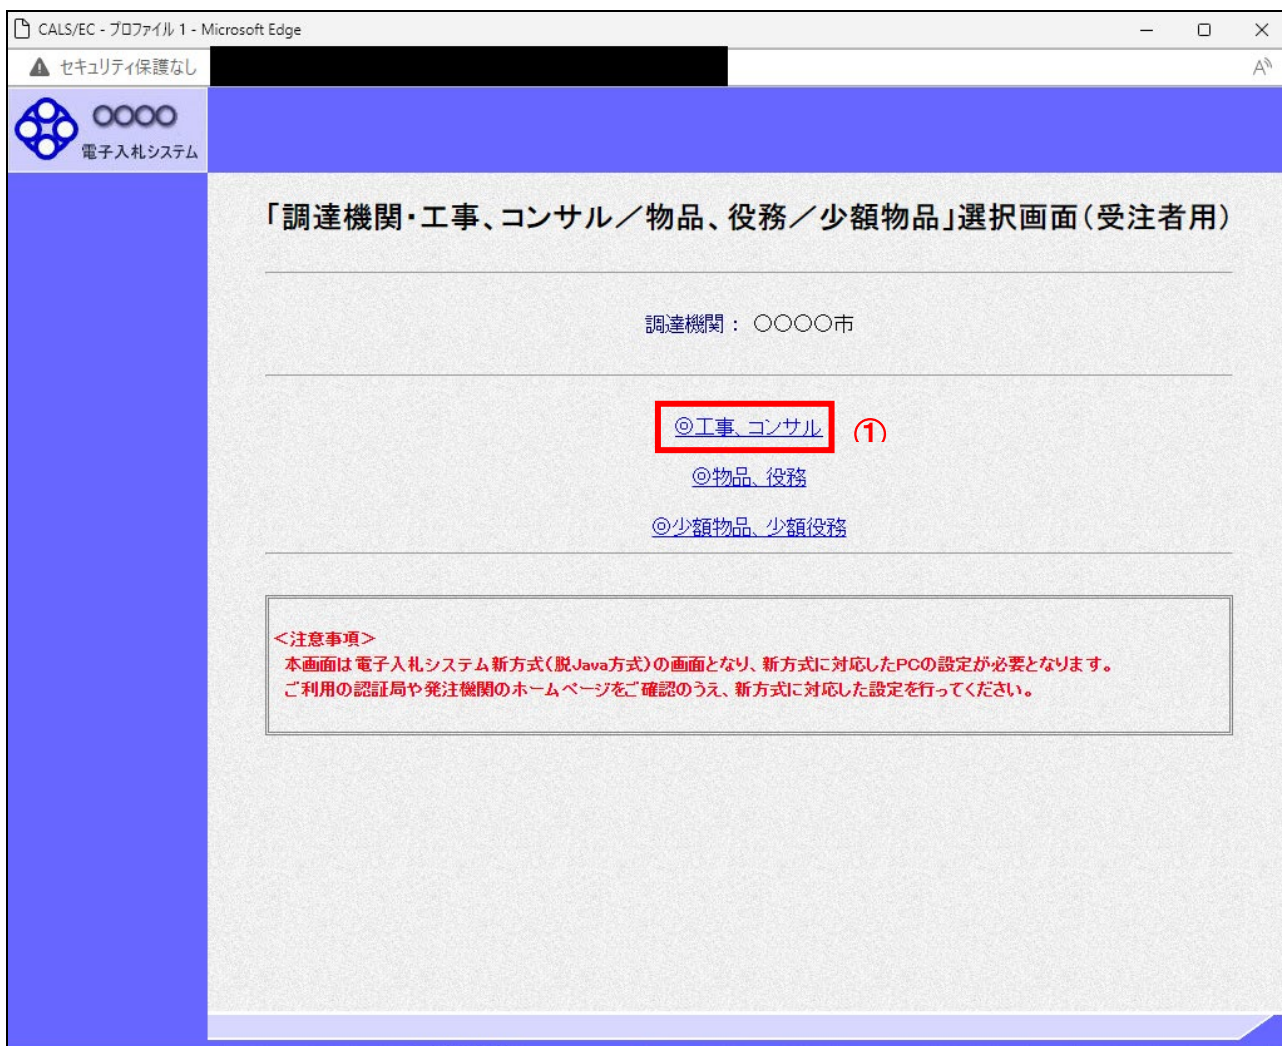 CALS/EC - プロファイル 1 - Microsoft Edge
セキュリティ保護なし
〇〇〇〇
電子入札システム
「調達機関・工事、コンサル／物品、役務／少額物品」選択画面(受注者用)
調達機関： 〇〇〇〇市
◎工事、コンサル ①
◎物品、役務
◎少額物品、少額役務
＜注意事項＞
本画面は電子入札システム新方式(脱Java方式)の画面となり、新方式に対応したPCの設定が必要となります。
ご利用の認証局や発注機関のホームページをご確認のうえ、新方式に対応した設定を行ってください。